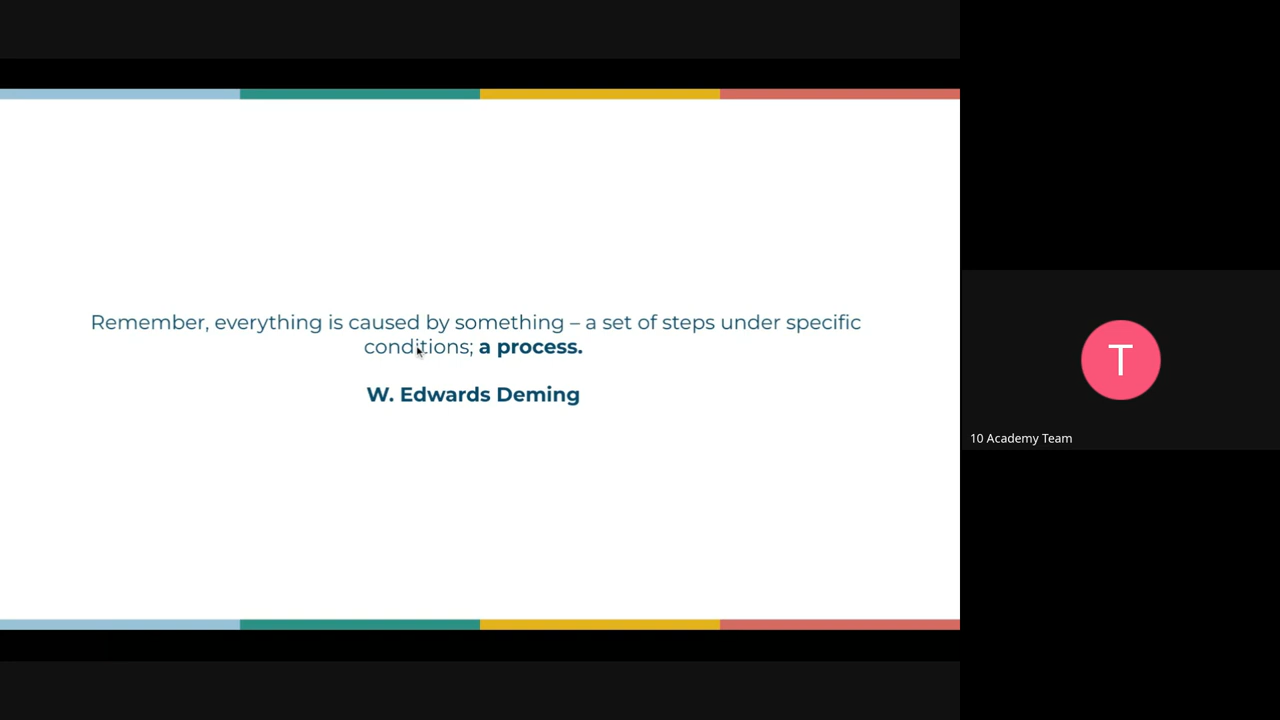 Remember, everything is caused by something – a set of steps under specific
conditions; a process.
W. Edwards Deming
T
10 Academy Team